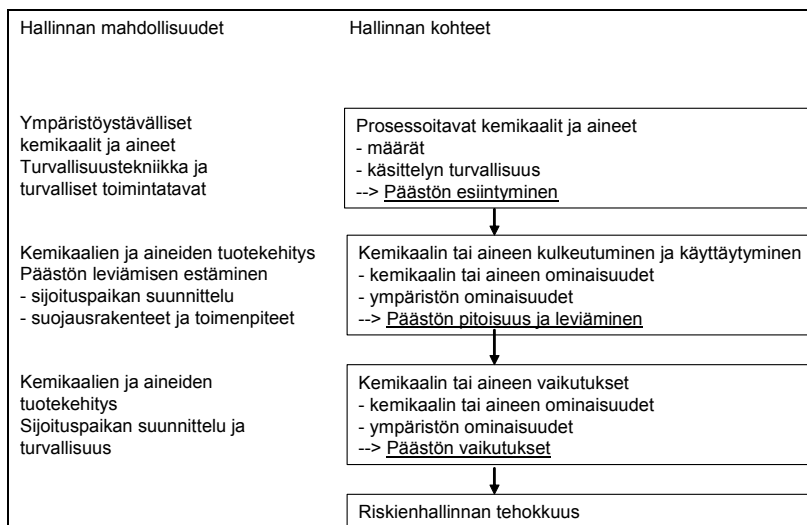 Hallinnan mahdollisuudet
Hallinnan kohteet
Ympäristöystävälliset
kemikaalit ja aineet
Turvallisuustekniikka ja
turvalliset toimintatavat
Prosessoitavat kemikaalit ja aineet
- määrät
- käsittelyn turvallisuus
--> Päästön esiintyminen
Kemikaalien ja aineiden tuotekehitys
Päästön leviämisen estäminen
- sijoituspaikan suunnittelu
- suojausrakenteet ja toimenpiteet
Kemikaalin tai aineen kulkeutuminen ja käyttäytyminen
- kemikaalin tai aineen ominaisuudet
- ympäristön ominaisuudet
--> Päästön pitoisuus ja leviäminen
Kemikaalien ja aineiden
tuotekehitys
Sijoituspaikan suunnittelu ja
turvallisuus
Kemikaalin tai aineen vaikutukset
- kemikaalin tai aineen ominaisuudet
- ympäristön ominaisuudet
--> Päästön vaikutukset
Riskienhallinnan tehokkuus